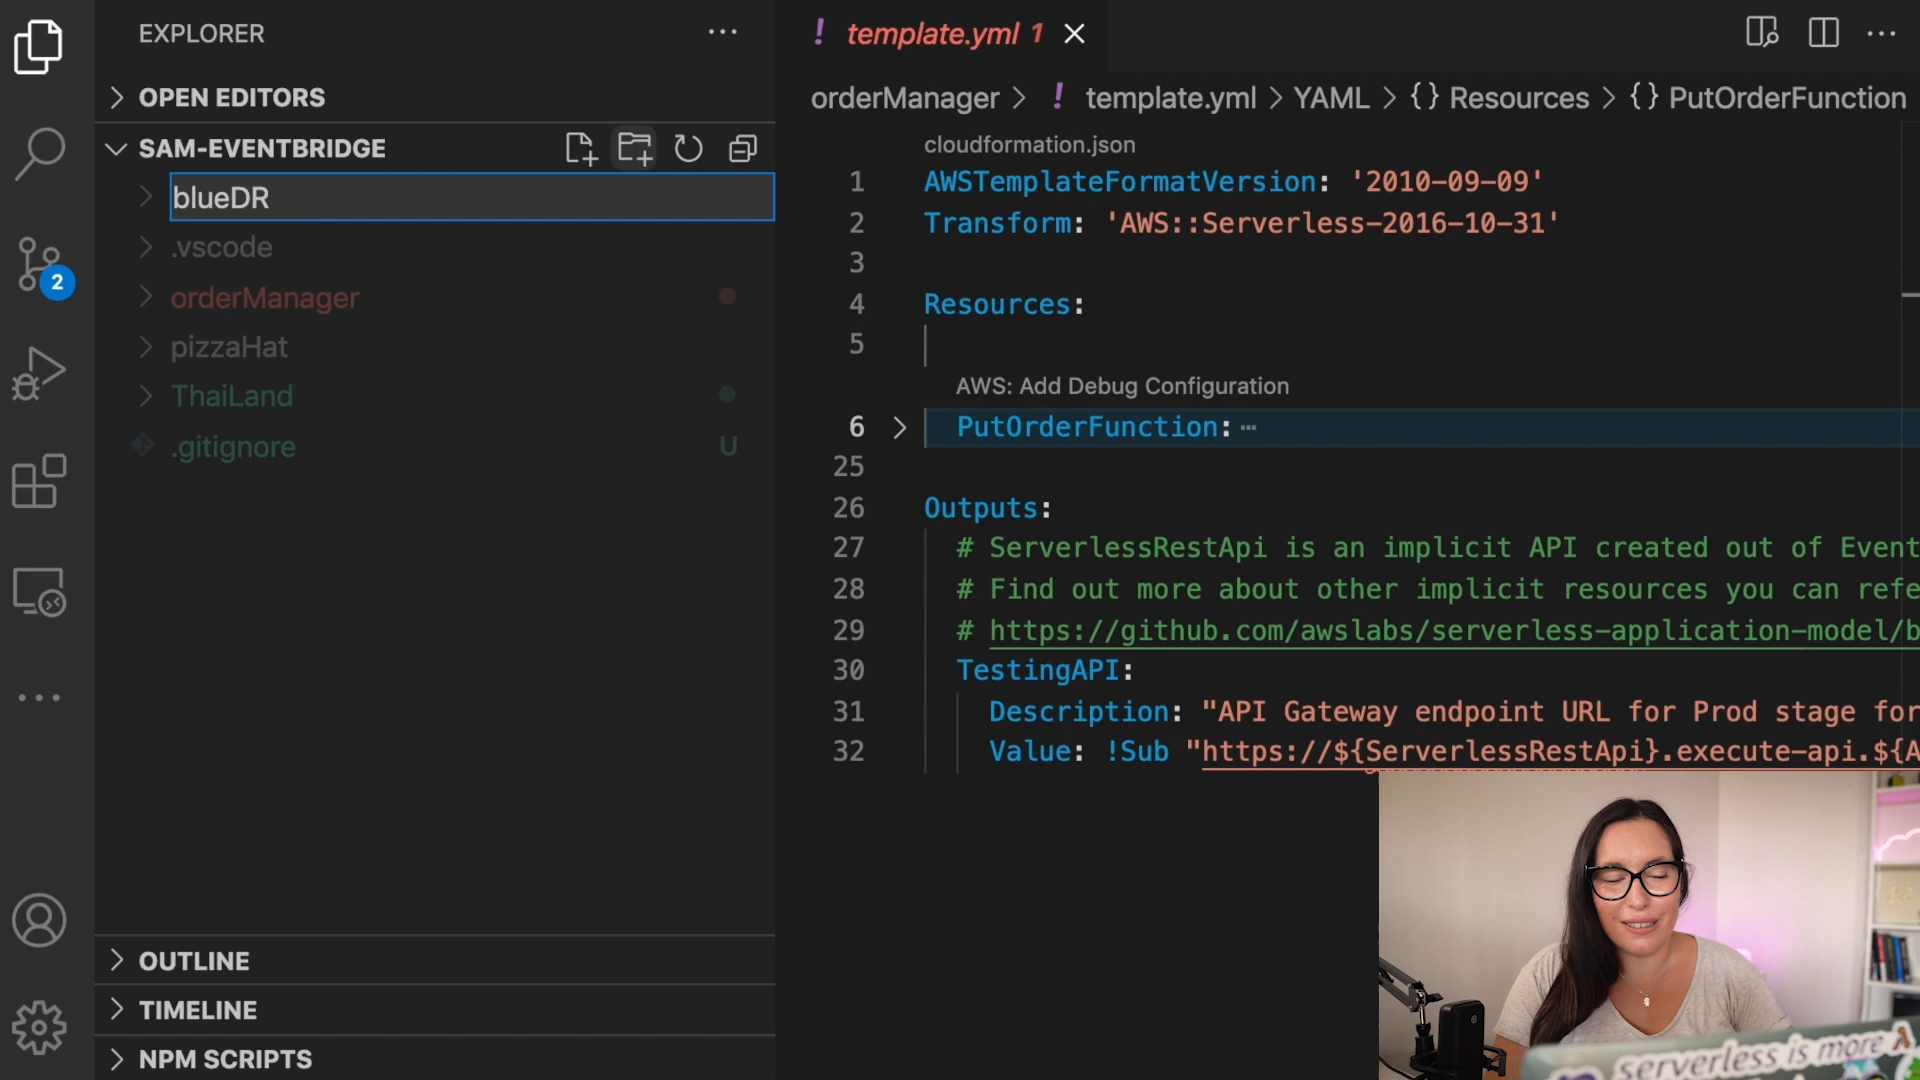 EXPLORER
OPEN EDITORS
SAM-EVENTBRIDGE
blueDR
.vscode
orderManager
pizzaHat
ThaiLand
.gitignore U
2
OUTLINE
TIMELINE
NPM SCRIPTS
! template.yml 1
orderManager > ! template.yml > YAML > {} Resources > {} PutOrderFunction
cloudformation.json
1 AWSTemplateFormatVersion: '2010-09-09'
2 Transform: 'AWS::Serverless-2016-10-31'
3
4 Resources:
5
AWS: Add Debug Configuration
6 PutOrderFunction:
25
26 Outputs:
27 # ServerlessRestApi is an implicit API created out of Event
28 # Find out more about other implicit resources you can refe
29 # https://github.com/awslabs/serverless-application-model/b
30 TestingAPI:
31 Description: "API Gateway endpoint URL for Prod stage for
32 Value: !Sub "https://${ServerlessRestApi}.execute-api.${A
serverless is more